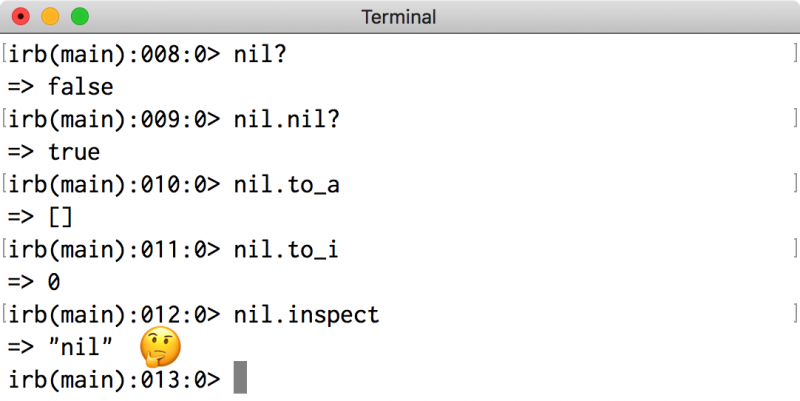 Terminal
irb(main):008:0> nil?
=> false
irb(main):009:0> nil.nil?
=> true
irb(main):010:0> nil.to_a
=> []
irb(main):011:0> nil.to_i
=> 0
irb(main):012:0> nil.inspect
=> "nil" 🤔
irb(main):013:0>